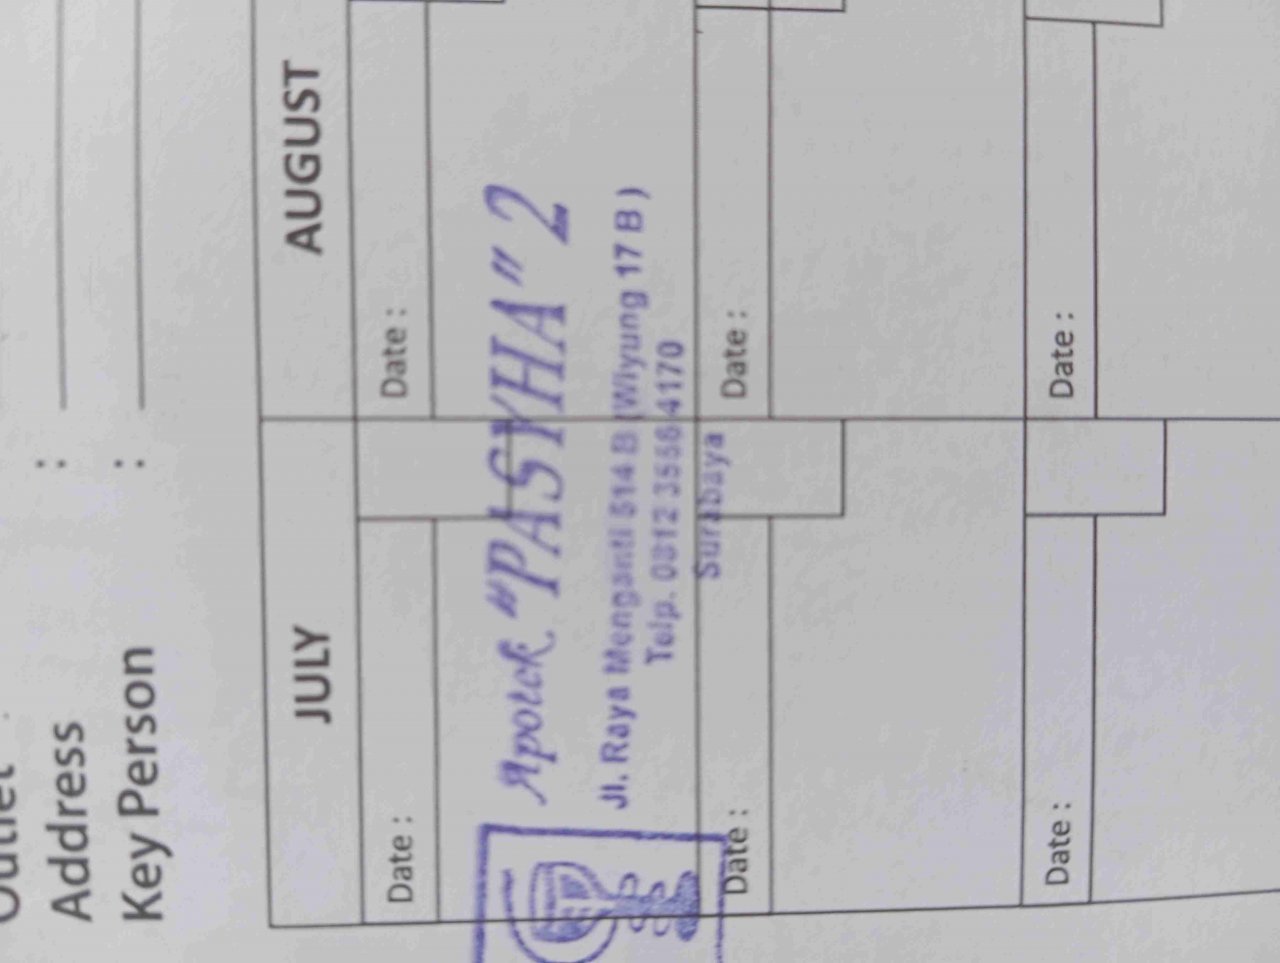 Outlet
Address :
Key Person :
JULY AUGUST
Date : Date :
Apotek "PASYHA" 2
Jl. Raya Menganti 514 B (Wiyung 17 B )
Telp. 0812 3556 4170
Surabaya
Date : Date :
Date : Date :